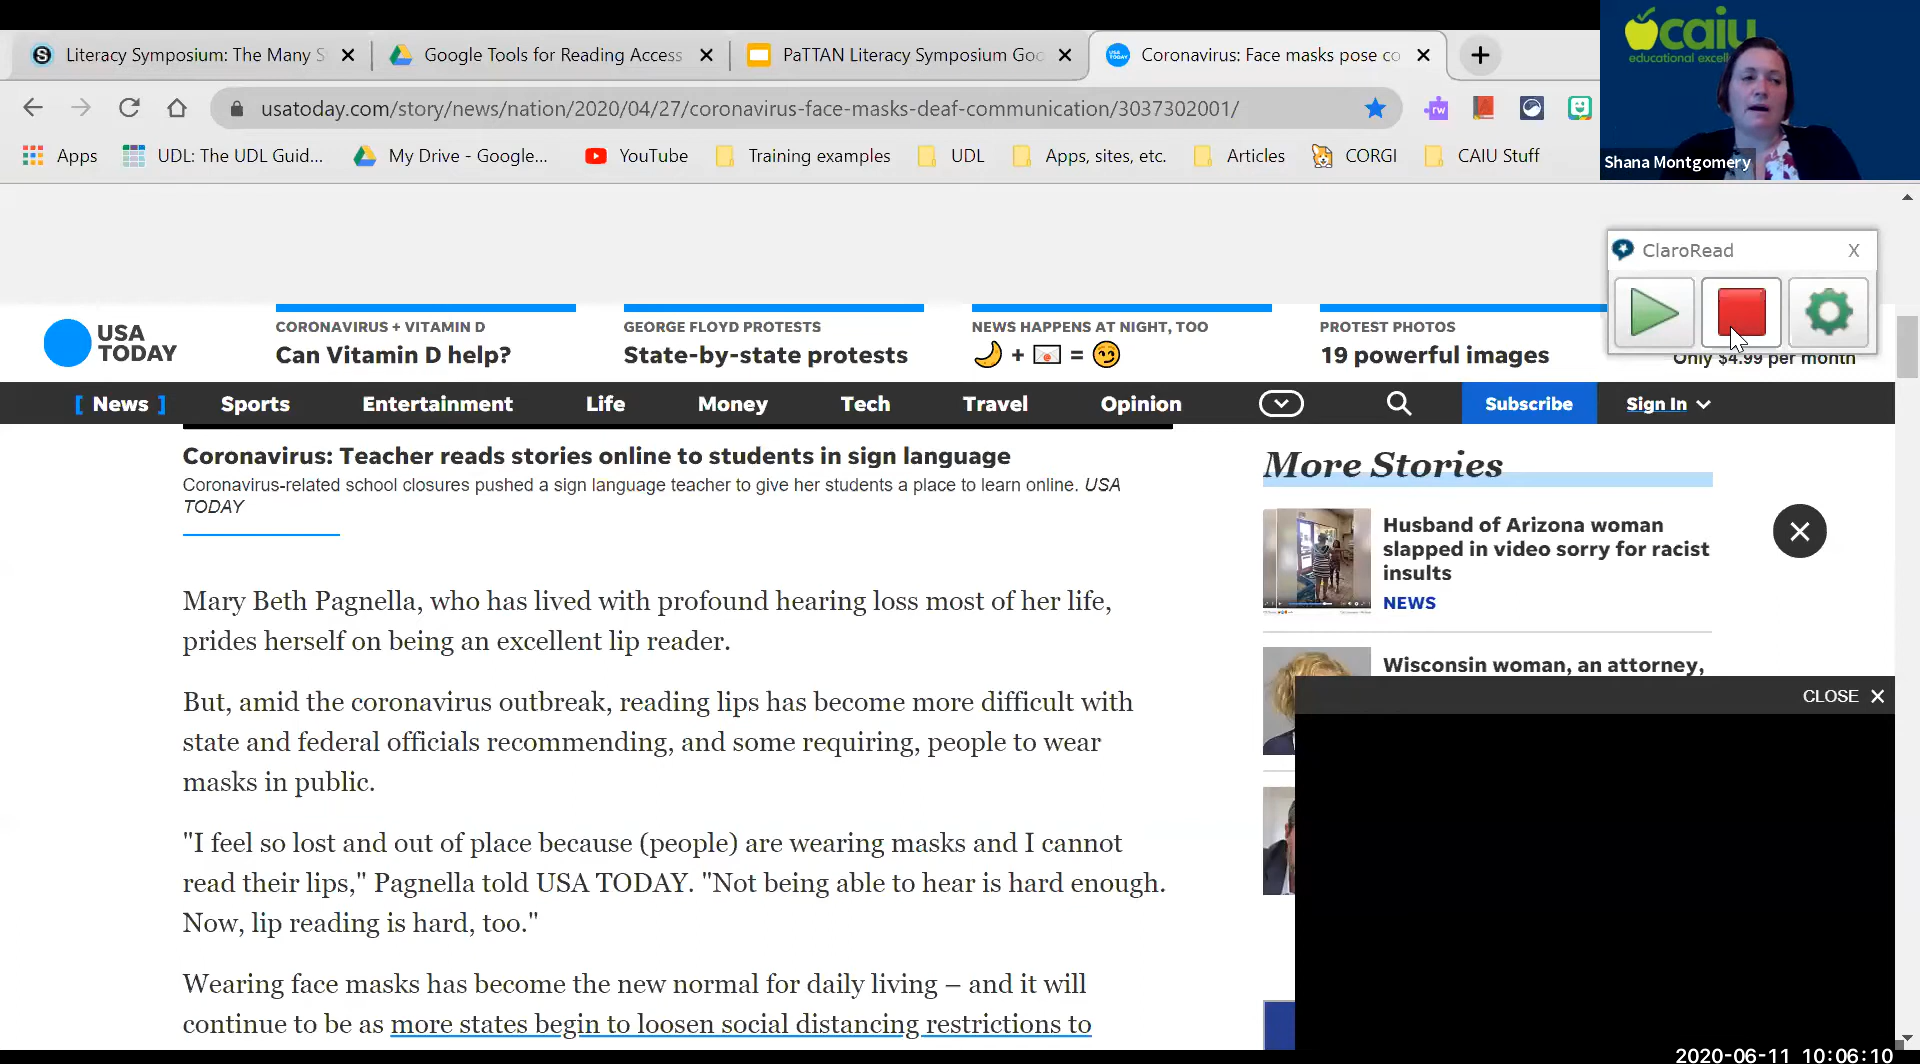 Literacy Symposium: The Many S
Google Tools for Reading Access
PaTTAN Literacy Symposium Goo
Coronavirus: Face masks pose co
caiu
educational excelle
usatoday.com/story/news/nation/2020/04/27/coronavirus-face-masks-deaf-communication/3037302001/
rw
Apps
UDL: The UDL Guid...
My Drive - Google...
YouTube
Training examples
UDL
Apps, sites, etc.
Articles
CORGI
CAIU Stuff
Shana Montgomery
ClaroRead
X
USA
TODAY
CORONAVIRUS + VITAMIN D
Can Vitamin D help?
GEORGE FLOYD PROTESTS
State-by-state protests
NEWS HAPPENS AT NIGHT, TOO
🌙 + 💌 = 😏
PROTEST PHOTOS
19 powerful images
Only $4.99 per month
[ News ]
Sports
Entertainment
Life
Money
Tech
Travel
Opinion
Subscribe
Sign In
Coronavirus: Teacher reads stories online to students in sign language
Coronavirus-related school closures pushed a sign language teacher to give her students a place to learn online. USA
TODAY
Mary Beth Pagnella, who has lived with profound hearing loss most of her life,
prides herself on being an excellent lip reader.
But, amid the coronavirus outbreak, reading lips has become more difficult with
state and federal officials recommending, and some requiring, people to wear
masks in public.
"I feel so lost and out of place because (people) are wearing masks and I cannot
read their lips," Pagnella told USA TODAY. "Not being able to hear is hard enough.
Now, lip reading is hard, too."
Wearing face masks has become the new normal for daily living – and it will
continue to be as more states begin to loosen social distancing restrictions to
More Stories
Husband of Arizona woman
slapped in video sorry for racist
insults
NEWS
Wisconsin woman, an attorney,
CLOSE X
2020-06-11 10:06:10